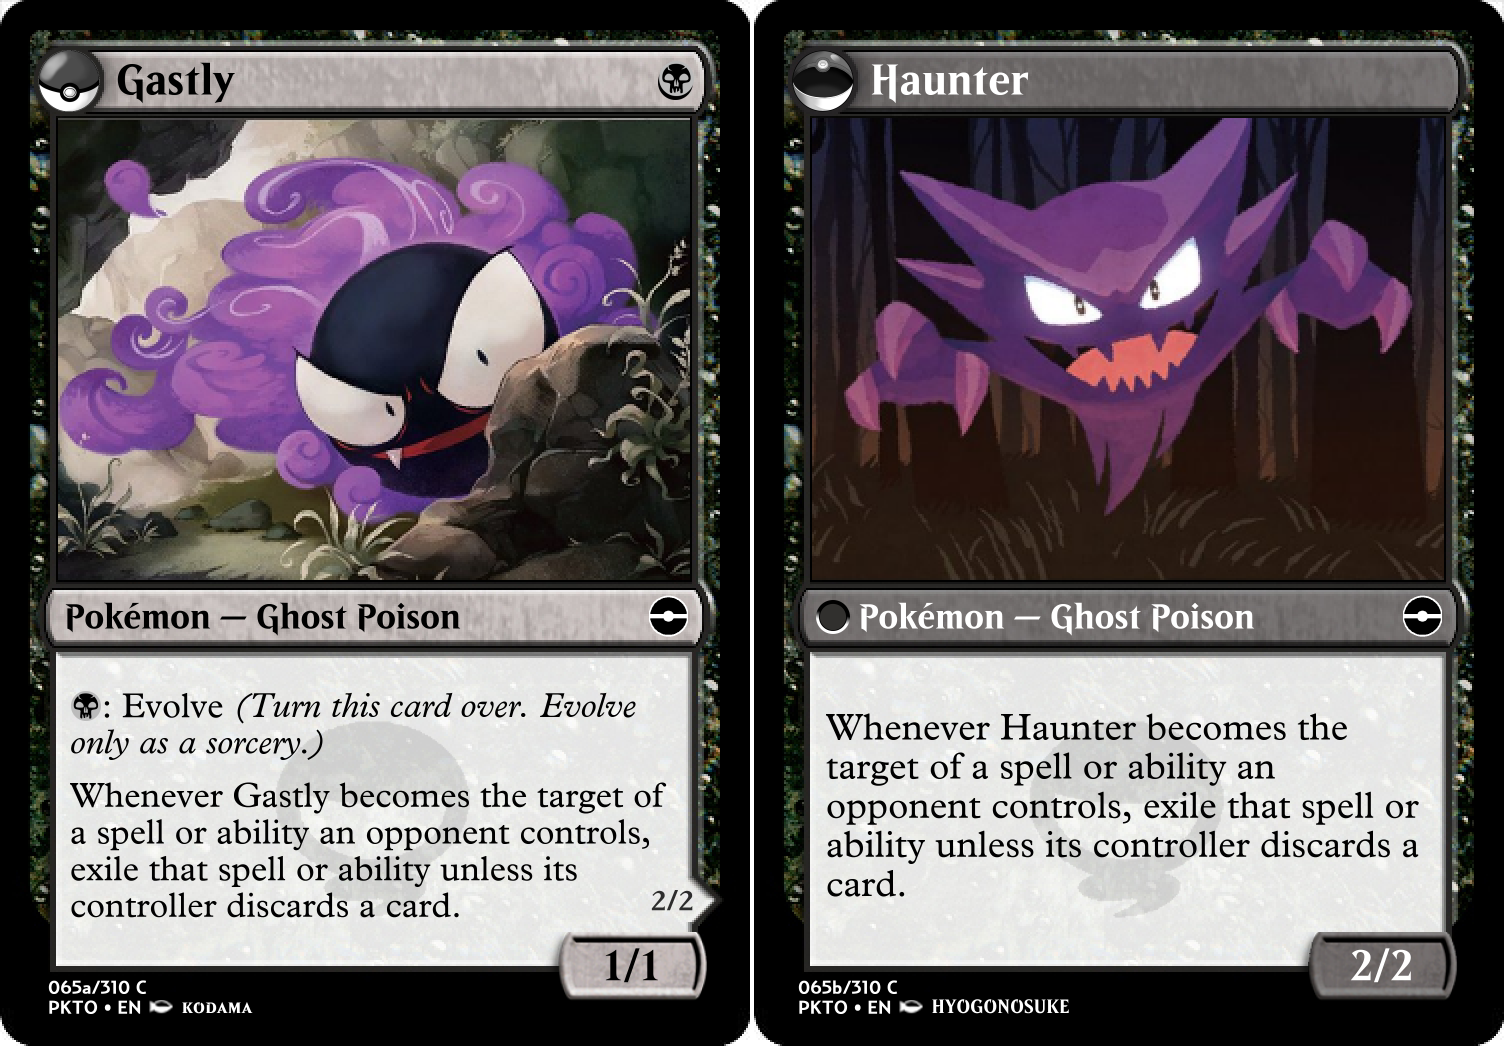 Gastly
Pokémon — Ghost Poison
: Evolve (Turn this card over. Evolve
only as a sorcery.)
Whenever Gastly becomes the target of
a spell or ability an opponent controls,
exile that spell or ability unless its
controller discards a card.
2/2
1/1
065a/310 C
PKTO • EN KODAMA
Haunter
Pokémon — Ghost Poison
Whenever Haunter becomes the
target of a spell or ability an
opponent controls, exile that spell or
ability unless its controller discards a
card.
2/2
065b/310 C
PKTO • EN HYOGONOSUKE